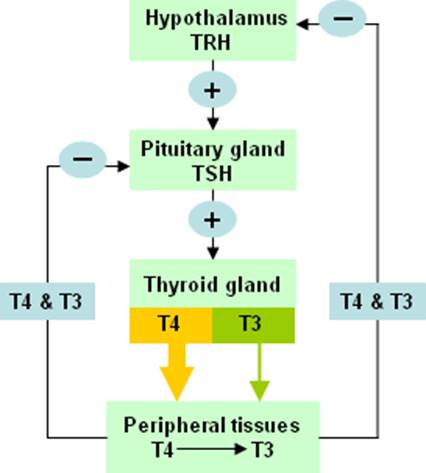 Hypothalamus
TRH
−
+
Pituitary gland
TSH
−
+
Thyroid gland
T4 T3
T4 & T3
T4 & T3
Peripheral tissues
T4 → T3